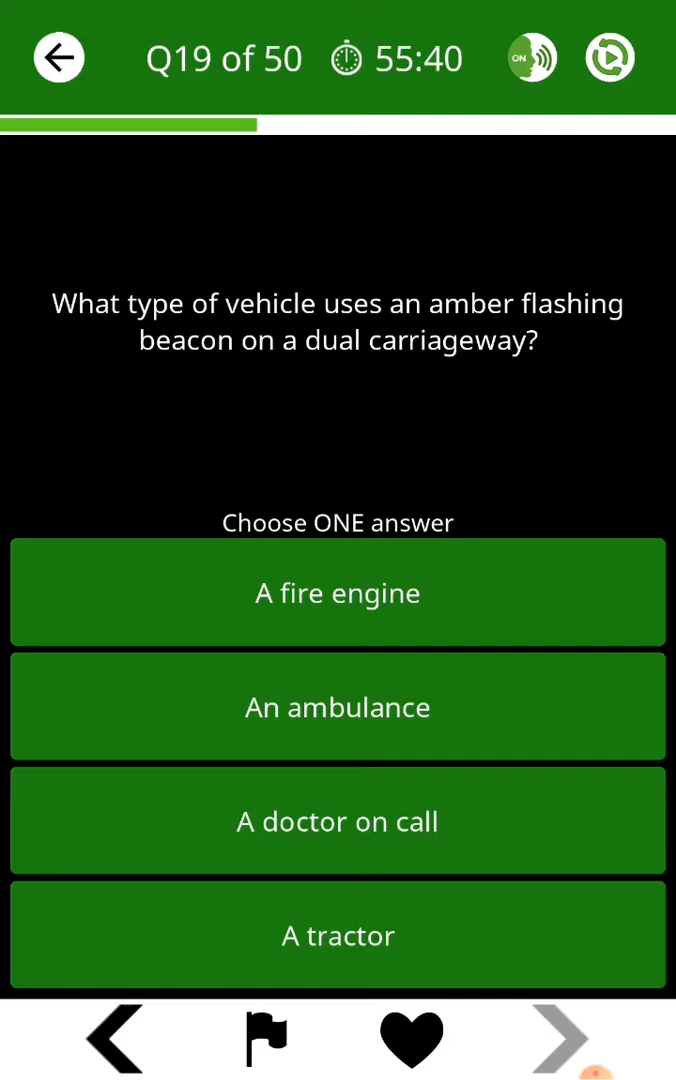 Q19 of 50 55:40
ON
What type of vehicle uses an amber flashing
beacon on a dual carriageway?
Choose ONE answer
A fire engine
An ambulance
A doctor on call
A tractor